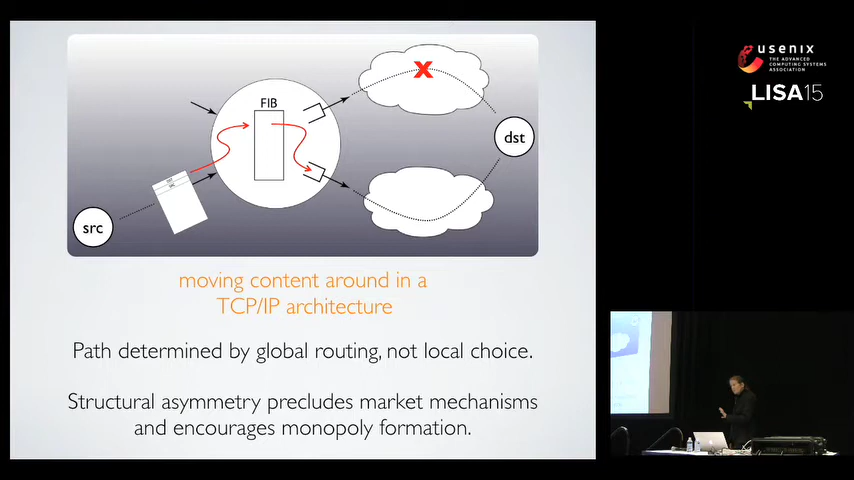 usenix
THE ADVANCED
COMPUTING SYSTEMS
ASSOCIATION
LISA15
FIB
dst
src
moving content around in a
TCP/IP architecture
Path determined by global routing, not local choice.
Structural asymmetry precludes market mechanisms
and encourages monopoly formation.